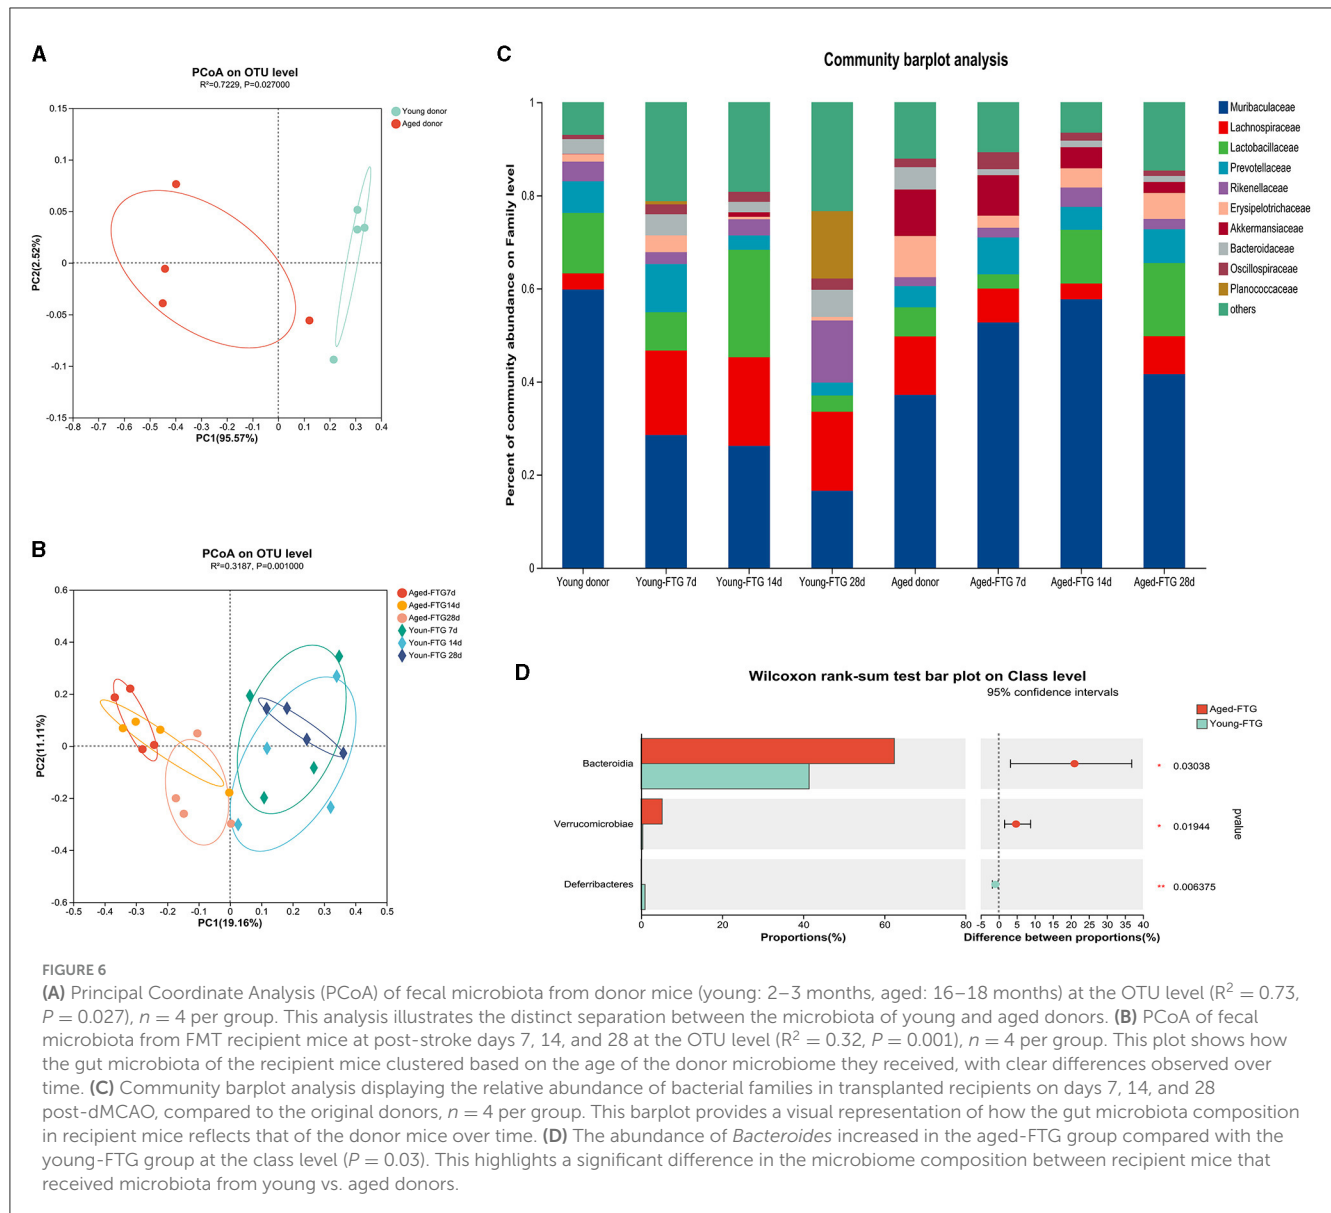 A
PCoA on OTU level
R²=0.7229, P=0.027000
Young donor
Aged donor
0.15
0.1
0.05
0
-0.05
-0.1
-0.15
PC2(2.52%)
-0.8 -0.7 -0.6 -0.5 -0.4 -0.3 -0.2 -0.1 0 0.1 0.2 0.3 0.4
PC1(95.57%)
B
PCoA on OTU level
R²=0.3187, P=0.001000
Aged-FTG7d
Aged-FTG14d
Aged-FTG28d
Youn-FTG 7d
Youn-FTG 14d
Youn-FTG 28d
0.6
0.4
0.2
0
-0.2
-0.4
-0.6
PC2(11.11%)
-0.5 -0.4 -0.3 -0.2 -0.1 0 0.1 0.2 0.3 0.4 0.5
PC1(19.16%)
C
Community barplot analysis
Percent of community abundance on Family level
1
0.8
0.6
0.4
0.2
0
Young donor Young-FTG 7d Young-FTG 14d Young-FTG 28d Aged donor Aged-FTG 7d Aged-FTG 14d Aged-FTG 28d
Muribaculaceae
Lachnospiraceae
Lactobacillaceae
Prevotellaceae
Rikenellaceae
Erysipelotrichaceae
Akkermansiaceae
Bacteroidaceae
Oscillospiraceae
Planococcaceae
others
D
Wilcoxon rank-sum test bar plot on Class level
95% confidence intervals
Aged-FTG
Young-FTG
Bacteroidia
* 0.03038
Verrucomicrobiae
* 0.01944
Deferribacteres
** 0.006375
pvalue
0 20 40 60 80
Proportions(%)
-5 0 5 10 15 20 25 30 35 40
Difference between proportions(%)
FIGURE 6
(A) Principal Coordinate Analysis (PCoA) of fecal microbiota from donor mice (young: 2–3 months, aged: 16–18 months) at the OTU level (R² = 0.73,
P = 0.027), n = 4 per group. This analysis illustrates the distinct separation between the microbiota of young and aged donors. (B) PCoA of fecal
microbiota from FMT recipient mice at post-stroke days 7, 14, and 28 at the OTU level (R² = 0.32, P = 0.001), n = 4 per group. This plot shows how
the gut microbiota of the recipient mice clustered based on the age of the donor microbiome they received, with clear differences observed over
time. (C) Community barplot analysis displaying the relative abundance of bacterial families in transplanted recipients on days 7, 14, and 28
post-dMCAO, compared to the original donors, n = 4 per group. This barplot provides a visual representation of how the gut microbiota composition
in recipient mice reflects that of the donor mice over time. (D) The abundance of Bacteroides increased in the aged-FTG group compared with the
young-FTG group at the class level (P = 0.03). This highlights a significant difference in the microbiome composition between recipient mice that
received microbiota from young vs. aged donors.